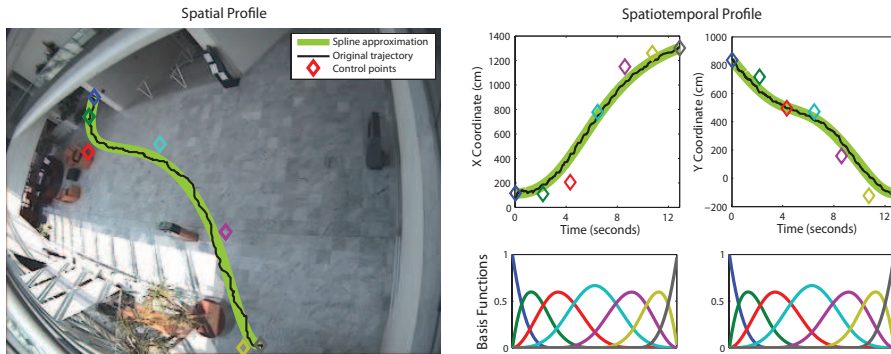 Spatial Profile
Spline approximation
Original trajectory
Control points
Spatiotemporal Profile
1400
1200
1000
800
600
400
200
0
X Coordinate (cm)
0 4 8 12
Time (seconds)
1000
800
600
400
200
0
−200
Y Coordinate (cm)
0 4 8 12
Time (seconds)
1
0.5
0
Basis Functions
1
0.5
0